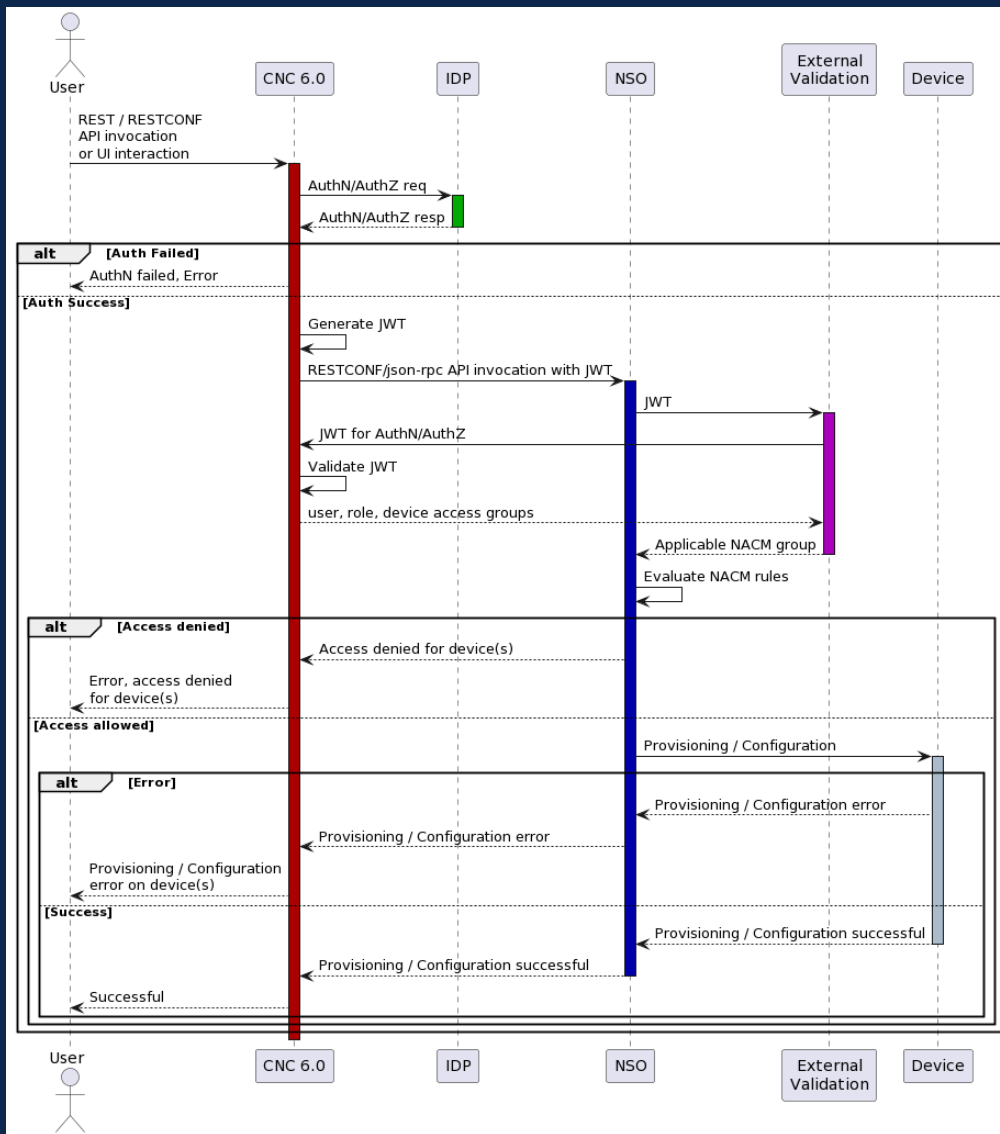 User
CNC 6.0
IDP
NSO
External
Validation
Device
REST / RESTCONF
API invocation
or UI interaction
AuthN/AuthZ req
AuthN/AuthZ resp
alt
[Auth Failed]
AuthN failed, Error
[Auth Success]
Generate JWT
RESTCONF/json-rpc API invocation with JWT
JWT
JWT for AuthN/AuthZ
Validate JWT
user, role, device access groups
Applicable NACM group
Evaluate NACM rules
alt
[Access denied]
Access denied for device(s)
Error, access denied
for device(s)
[Access allowed]
Provisioning / Configuration
alt
[Error]
Provisioning / Configuration error
Provisioning / Configuration error
Provisioning / Configuration
error on device(s)
[Success]
Provisioning / Configuration successful
Provisioning / Configuration successful
Successful
User
CNC 6.0
IDP
NSO
External
Validation
Device